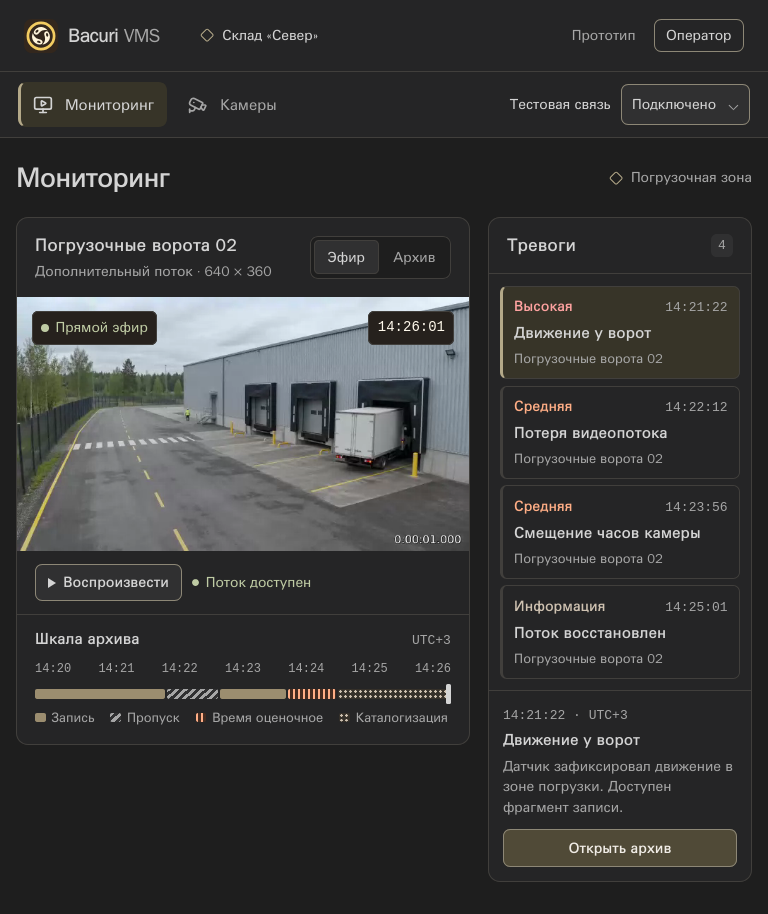 Bacuri VMS
Склад «Север»
Прототип
Оператор
Мониторинг
Камеры
Тестовая связь
Подключено
Мониторинг
Погрузочная зона
Погрузочные ворота 02
Дополнительный поток · 640 × 360
Эфир
Архив
Прямой эфир
14:26:01
0:00:01.000
Воспроизвести
Поток доступен
Шкала архива
UTC+3
14:20 14:21 14:22 14:23 14:24 14:25 14:26
Запись
Пропуск
Время оценочное
Каталогизация
Тревоги
4
Высокая 14:21:22
Движение у ворот
Погрузочные ворота 02
Средняя 14:22:12
Потеря видеопотока
Погрузочные ворота 02
Средняя 14:23:56
Смещение часов камеры
Погрузочные ворота 02
Информация 14:25:01
Поток восстановлен
Погрузочные ворота 02
14:21:22 · UTC+3
Движение у ворот
Датчик зафиксировал движение в
зоне погрузки. Доступен
фрагмент записи.
Открыть архив